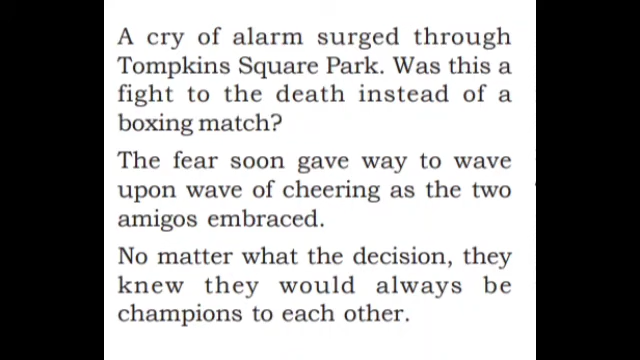 A cry of alarm surged through
Tompkins Square Park. Was this a
fight to the death instead of a
boxing match?
The fear soon gave way to wave
upon wave of cheering as the two
amigos embraced.
No matter what the decision, they
knew they would always be
champions to each other.